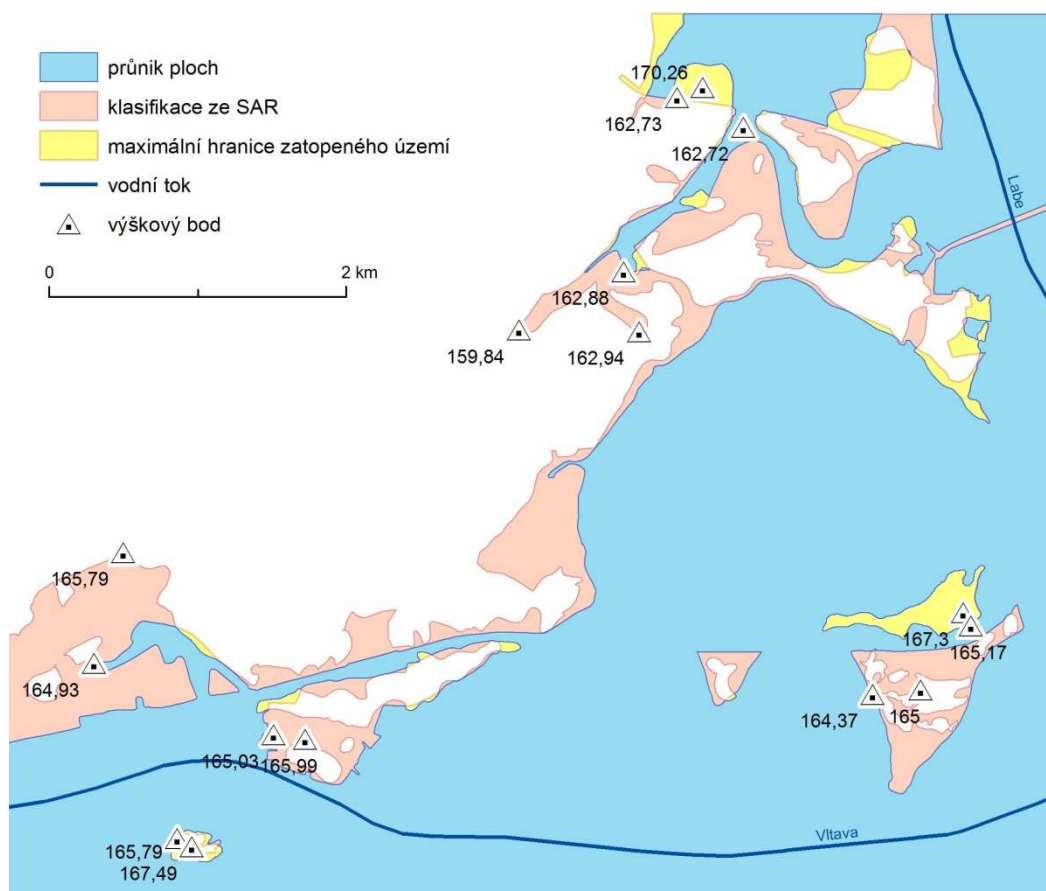 průnik ploch
klasifikace ze SAR
maximální hranice zatopeného území
vodní tok
výškový bod
0
2 km
170,26
162,73
162,72
Labe
162,88
159,84
162,94
165,79
164,93
167,3
165,17
164,37
165
165,03
165,99
Vltava
165,79
167,49